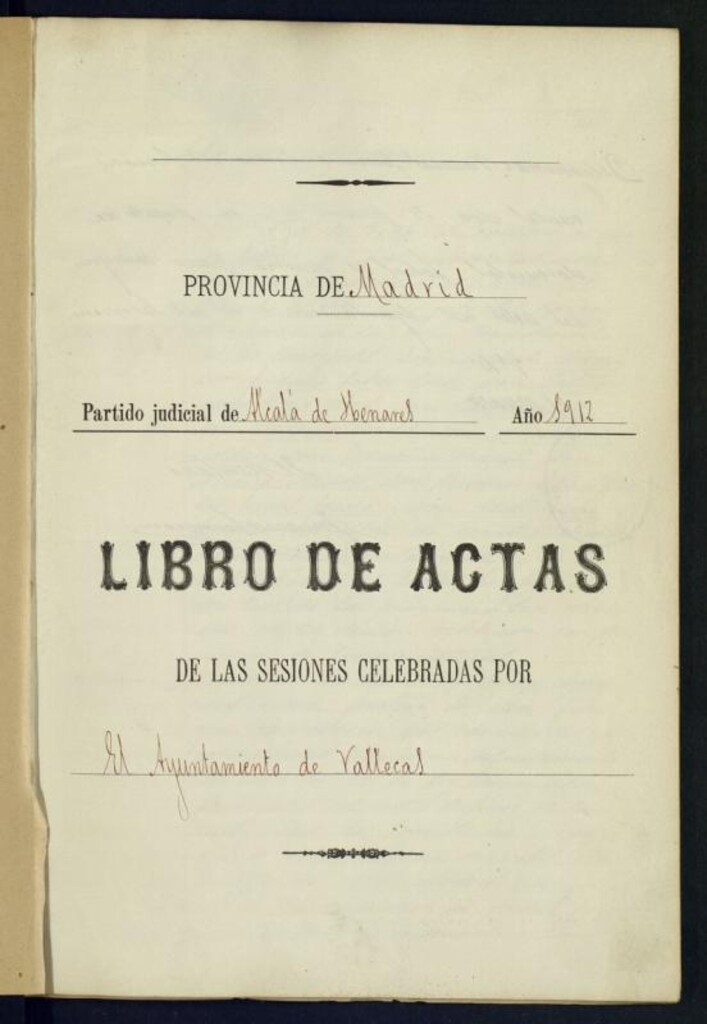 PROVINCIA DE Madrid
Partido judicial de Alcalá de Henares Año 1912
LIBRO DE ACTAS
DE LAS SESIONES CELEBRADAS POR
El Ayuntamiento de Vallecas